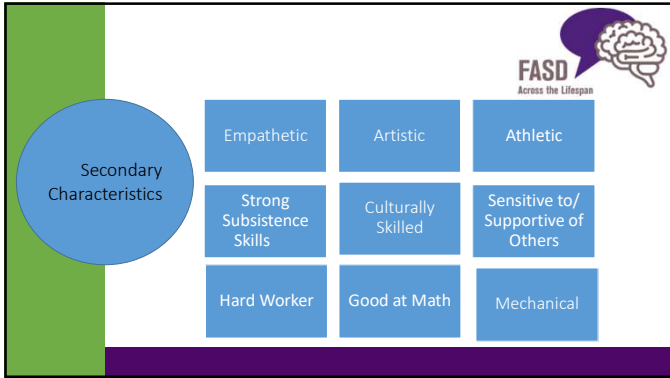 FASD
Across the Lifespan
Secondary
Characteristics
Empathetic
Artistic
Athletic
Strong
Subsistence
Skills
Culturally
Skilled
Sensitive to/
Supportive of
Others
Hard Worker
Good at Math
Mechanical